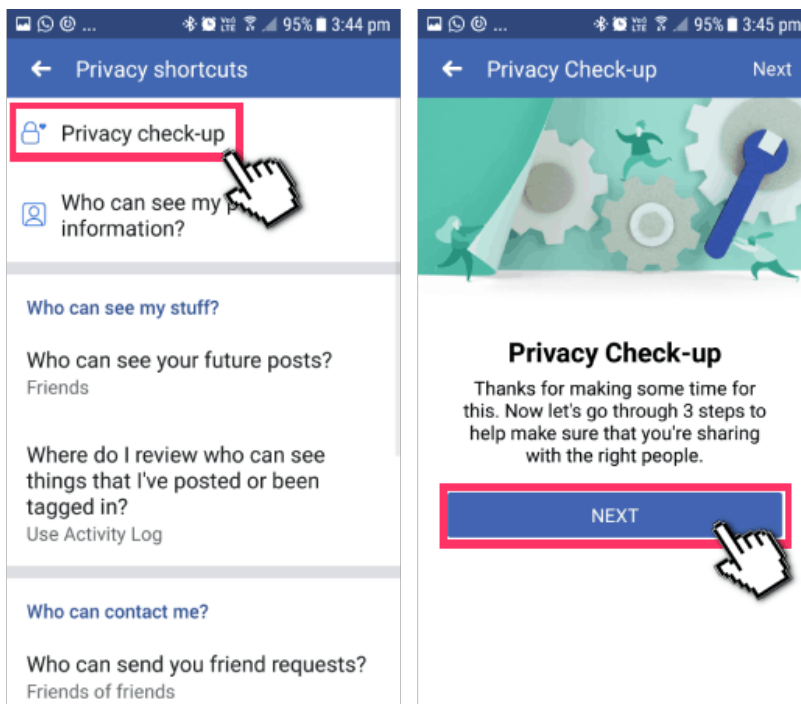 ... 95% 3:44 pm
Privacy shortcuts
Privacy check-up
Who can see my
information?
Who can see my stuff?
Who can see your future posts?
Friends
Where do I review who can see
things that I've posted or been
tagged in?
Use Activity Log
Who can contact me?
Who can send you friend requests?
Friends of friends
... 95% 3:45 pm
Privacy Check-up Next
Privacy Check-up
Thanks for making some time for
this. Now let's go through 3 steps to
help make sure that you're sharing
with the right people.
NEXT